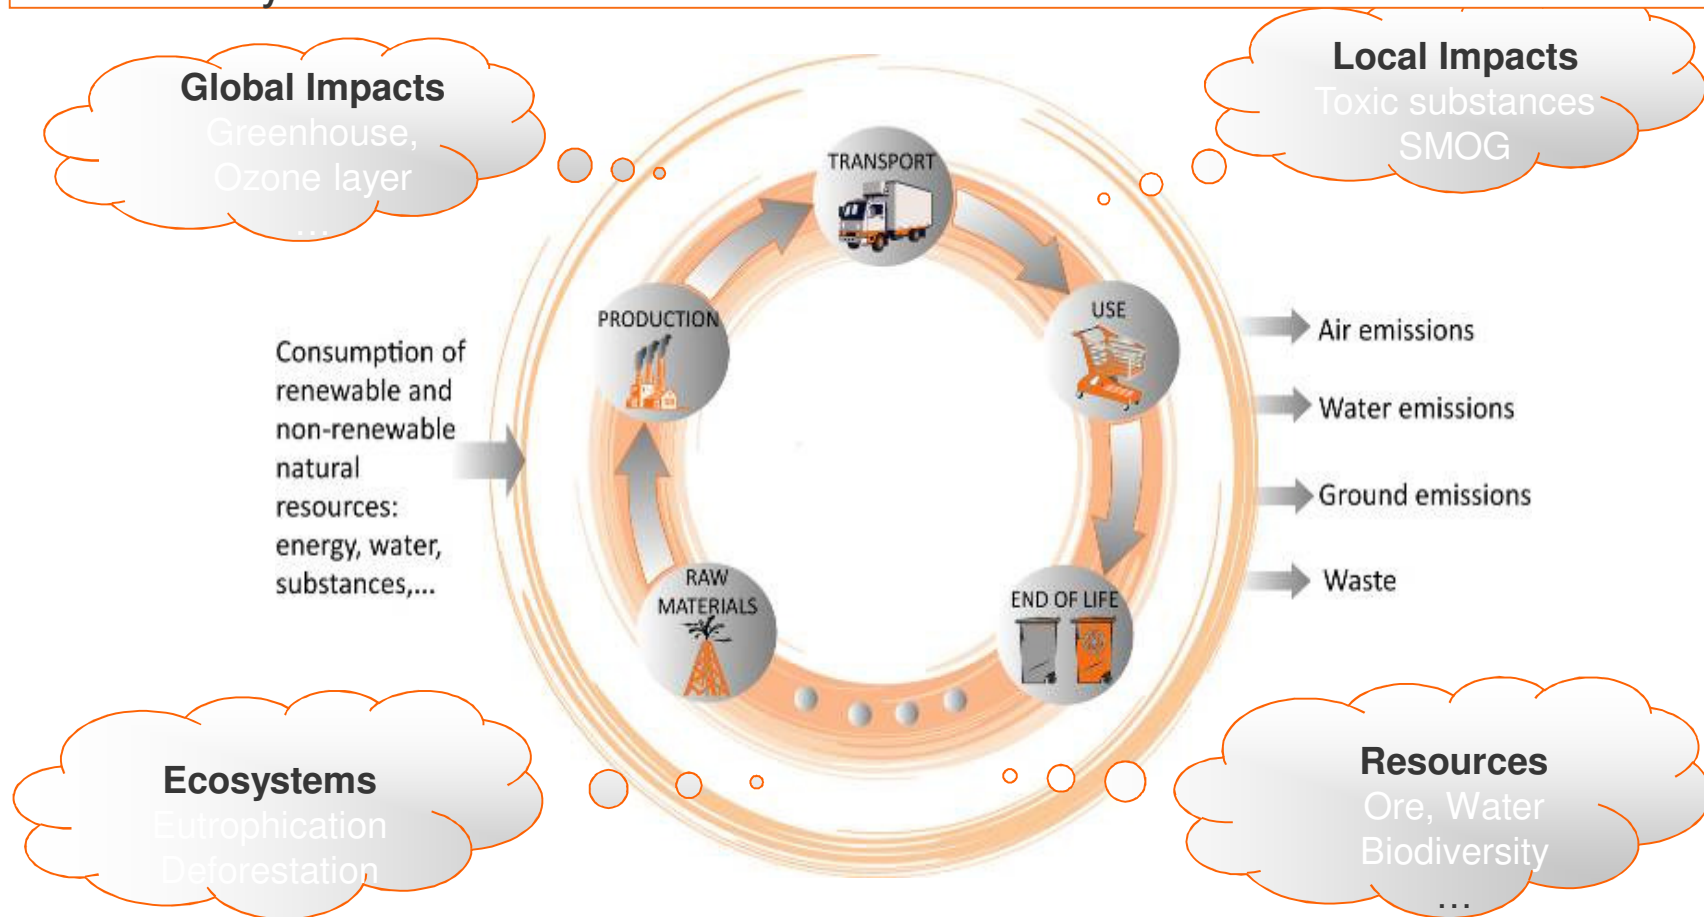 Global Impacts
Greenhouse,
Ozone layer
...
Local Impacts
Toxic substances
SMOG
TRANSPORT
PRODUCTION
USE
RAW
MATERIALS
END OF LIFE
Consumption of
renewable and
non-renewable
natural
resources:
energy, water,
substances,...
Air emissions
Water emissions
Ground emissions
Waste
Ecosystems
Eutrophication
Deforestation
Resources
Ore, Water
Biodiversity
...